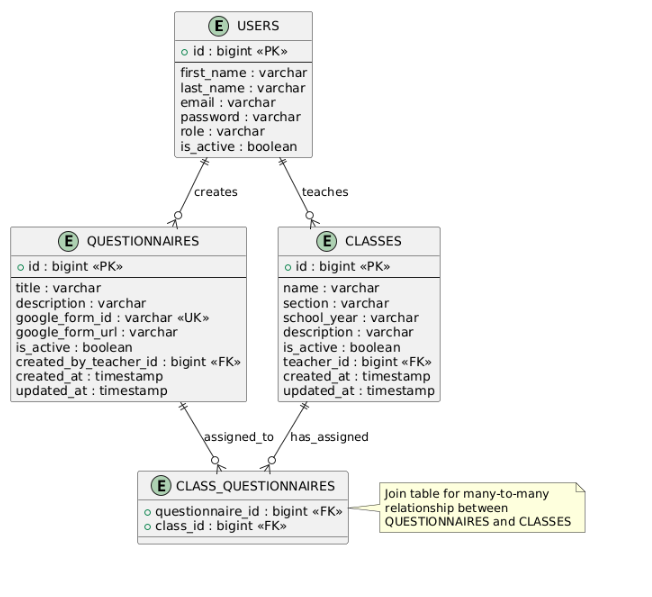 E USERS
id : bigint «PK»
first_name : varchar
last_name : varchar
email : varchar
password : varchar
role : varchar
is_active : boolean
creates
teaches
E QUESTIONNAIRES
id : bigint «PK»
title : varchar
description : varchar
google_form_id : varchar «UK»
google_form_url : varchar
is_active : boolean
created_by_teacher_id : bigint «FK»
created_at : timestamp
updated_at : timestamp
E CLASSES
id : bigint «PK»
name : varchar
section : varchar
school_year : varchar
description : varchar
is_active : boolean
teacher_id : bigint «FK»
created_at : timestamp
updated_at : timestamp
assigned_to
has_assigned
E CLASS_QUESTIONNAIRES
questionnaire_id : bigint «FK»
class_id : bigint «FK»
Join table for many-to-many
relationship between
QUESTIONNAIRES and CLASSES